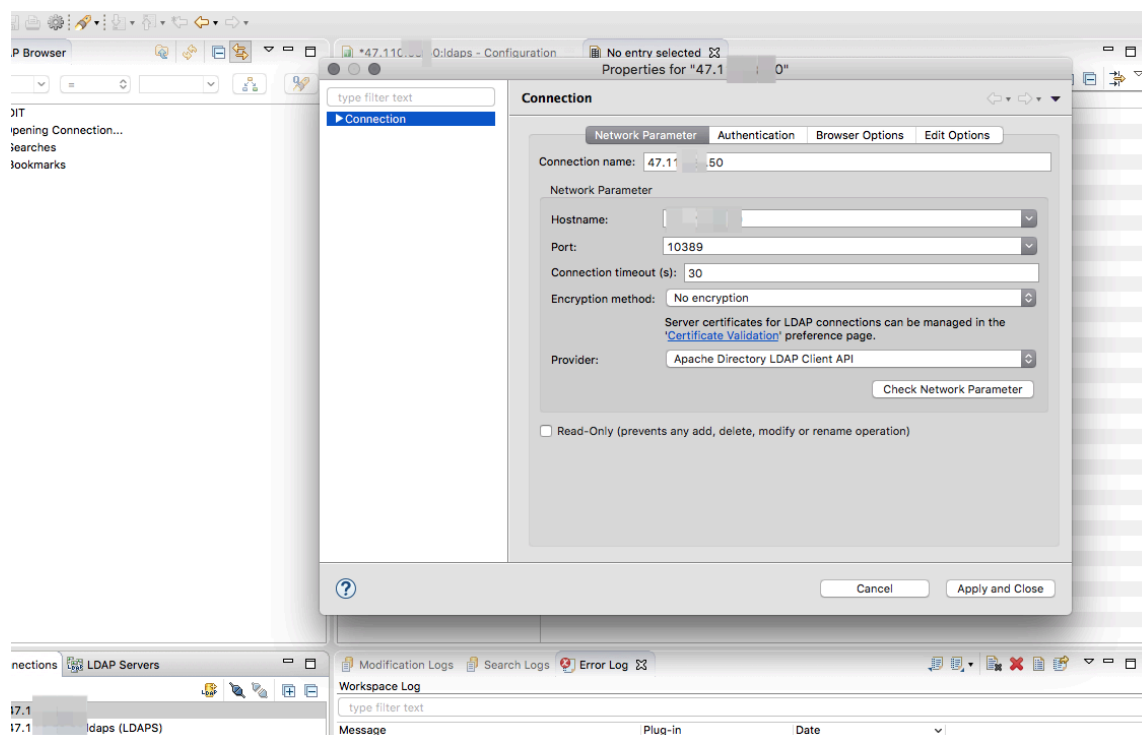 P Browser
*47.110. 0:ldaps - Configuration
No entry selected
Properties for "47.1 0"
=
type filter text
Connection
Connection
DIT
Opening Connection...
Searches
Bookmarks
Network Parameter
Authentication
Browser Options
Edit Options
Connection name:
47.11 .50
Network Parameter
Hostname:
Port:
10389
Connection timeout (s):
30
Encryption method:
No encryption
Server certificates for LDAP connections can be managed in the
'Certificate Validation' preference page.
Provider:
Apache Directory LDAP Client API
Check Network Parameter
Read-Only (prevents any add, delete, modify or rename operation)
?
Cancel
Apply and Close
nnections
LDAP Servers
Modification Logs
Search Logs
Error Log
Workspace Log
type filter text
Message
Plug-in
Date
47.1
47.1 ldaps (LDAPS)